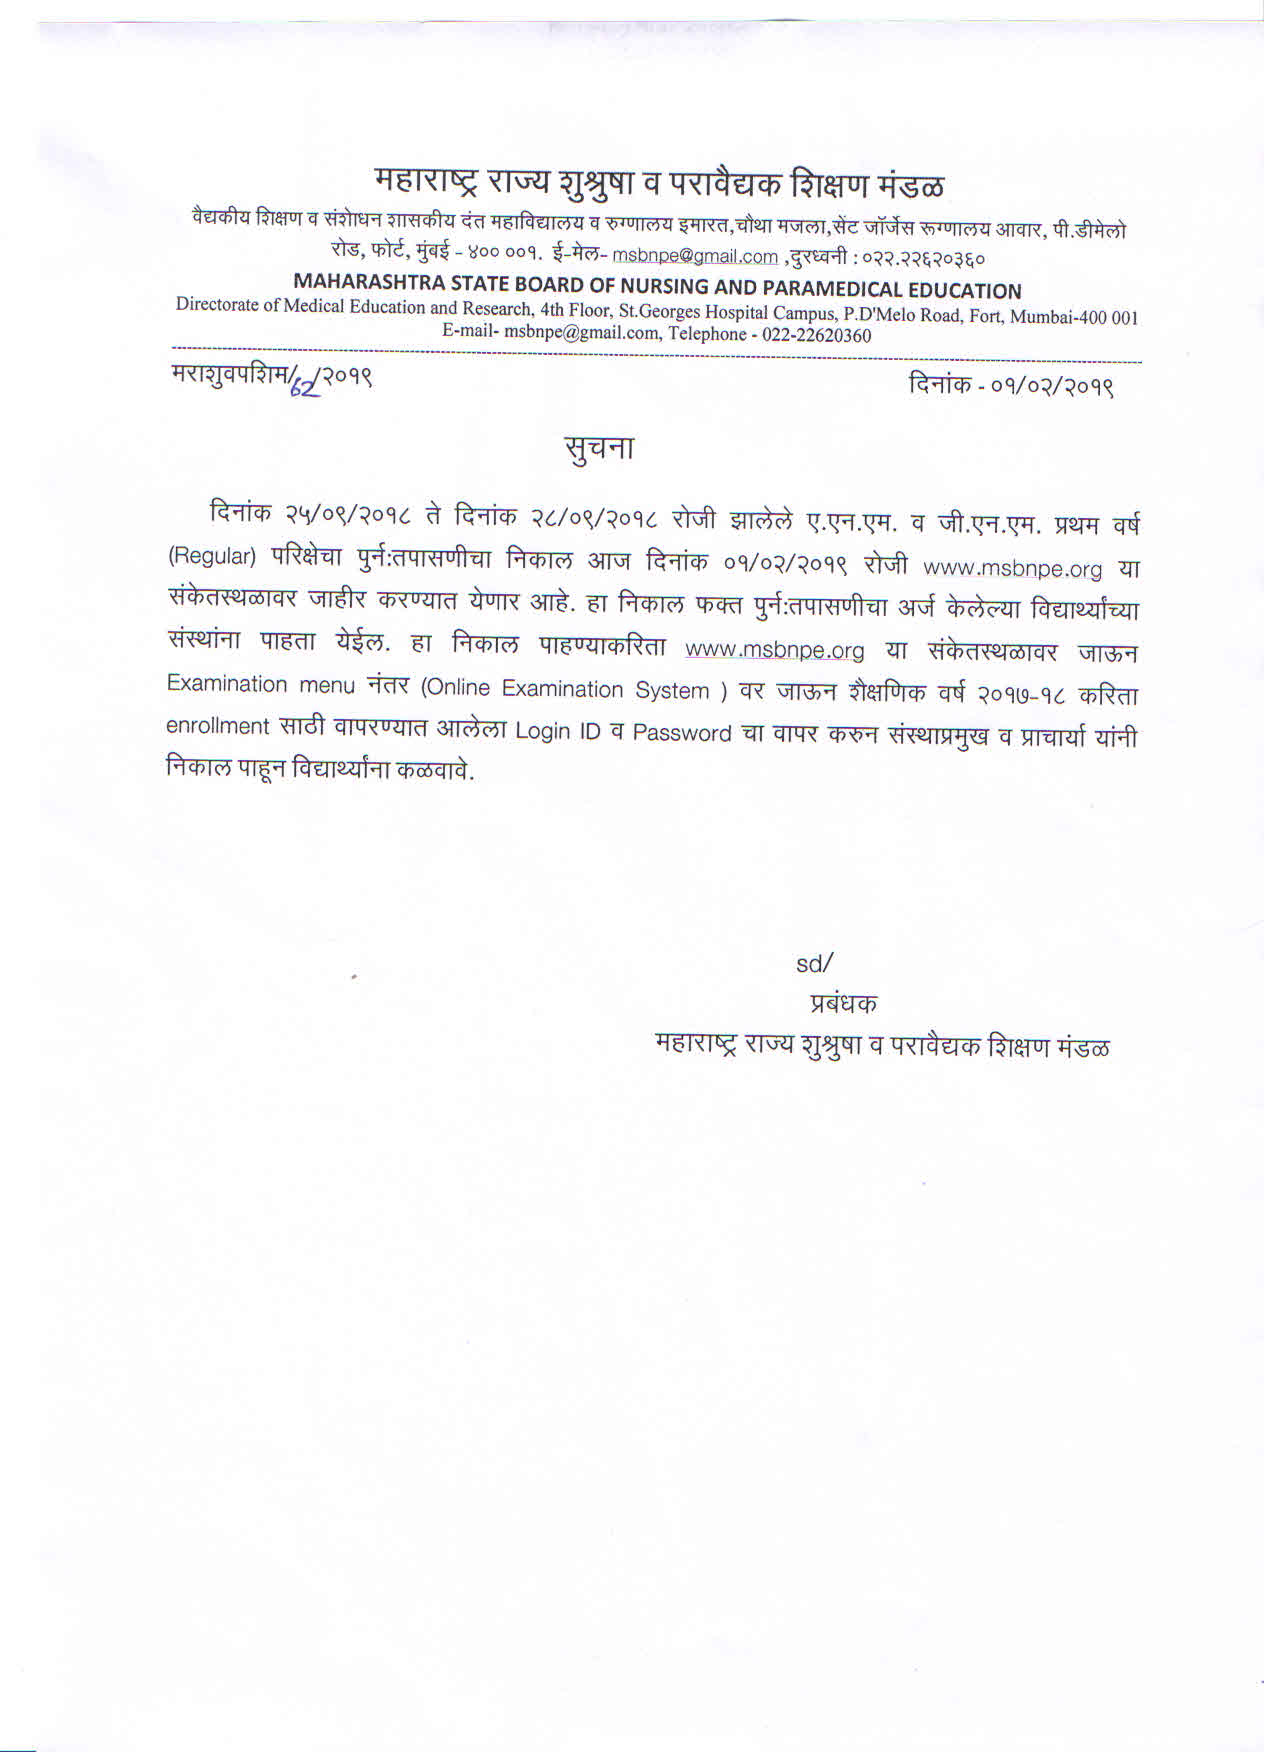 महाराष्ट्र राज्य शुश्रुषा व परावैद्यक शिक्षण मंडळ
वैद्यकीय शिक्षण व संशोधन शासकीय दंत महाविद्यालय व रुग्णालय इमारत,चौथा मजला,सेंट जॉर्जेस रूग्णालय आवार, पी.डीमेलो
रोड, फोर्ट, मुंबई - ४०० ००१. ई-मेल- msbnpe@gmail.com ,दुरध्वनी : ०२२.२२६२०३६०
MAHARASHTRA STATE BOARD OF NURSING AND PARAMEDICAL EDUCATION
Directorate of Medical Education and Research, 4th Floor, St.Georges Hospital Campus, P.D'Melo Road, Fort, Mumbai-400 001
E-mail- msbnpe@gmail.com, Telephone - 022-22620360
मराशुवपशिम/62/२०१९ दिनांक - ०१/०२/२०१९
सुचना
दिनांक २५/०९/२०१८ ते दिनांक २८/०९/२०१८ रोजी झालेले ए.एन.एम. व जी.एन.एम. प्रथम वर्ष
(Regular) परिक्षेचा पुर्न:तपासणीचा निकाल आज दिनांक ०१/०२/२०१९ रोजी www.msbnpe.org या
संकेतस्थळावर जाहीर करण्यात येणार आहे. हा निकाल फक्त पुर्न:तपासणीचा अर्ज केलेल्या विद्यार्थ्यांच्या
संस्थांना पाहता येईल. हा निकाल पाहण्याकरिता www.msbnpe.org या संकेतस्थळावर जाऊन
Examination menu नंतर (Online Examination System ) वर जाऊन शैक्षणिक वर्ष २०१७-१८ करिता
enrollment साठी वापरण्यात आलेला Login ID व Password चा वापर करुन संस्थाप्रमुख व प्राचार्या यांनी
निकाल पाहून विद्यार्थ्यांना कळवावे.
sd/
प्रबंधक
महाराष्ट्र राज्य शुश्रुषा व परावैद्यक शिक्षण मंडळ